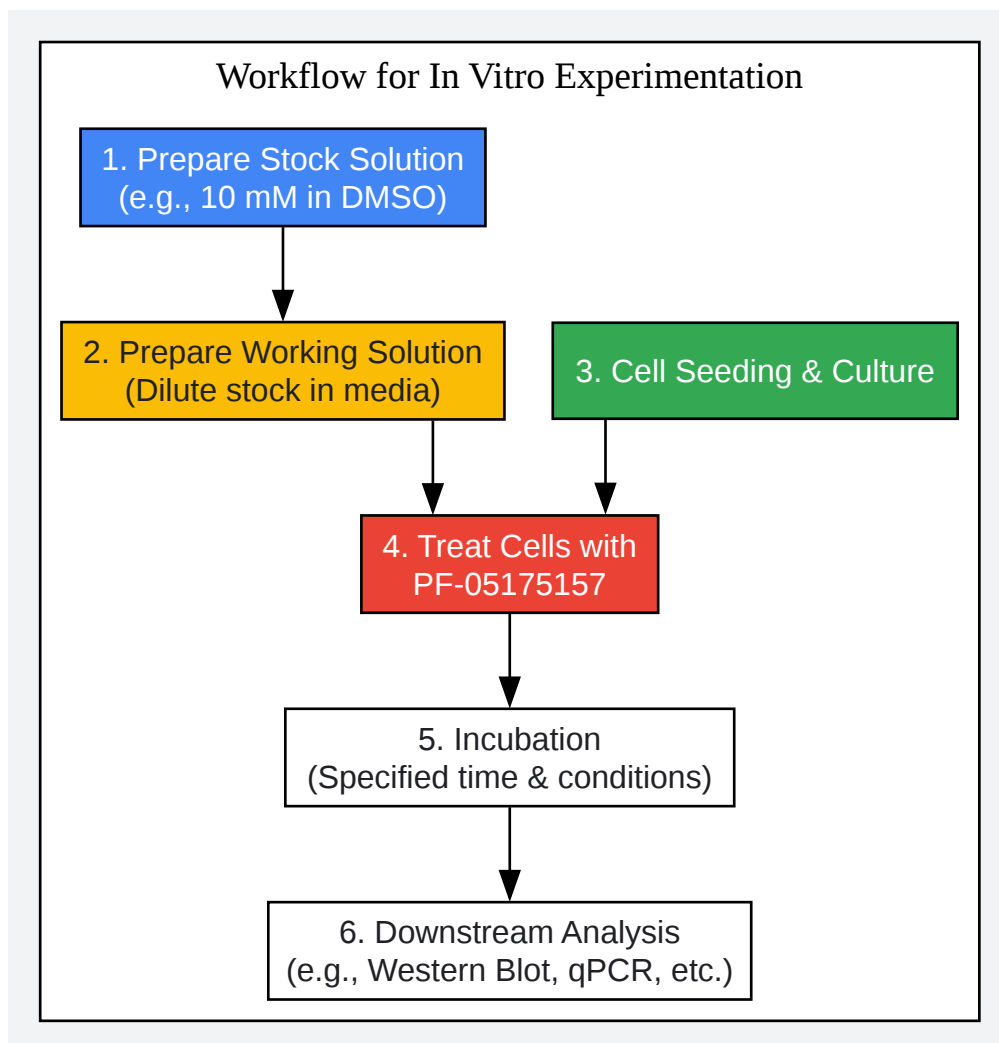 Workflow for In Vitro Experimentation
1. Prepare Stock Solution
(e.g., 10 mM in DMSO)
2. Prepare Working Solution
(Dilute stock in media)
3. Cell Seeding & Culture
4. Treat Cells with
PF-05175157
5. Incubation
(Specified time & conditions)
6. Downstream Analysis
(e.g., Western Blot, qPCR, etc.)